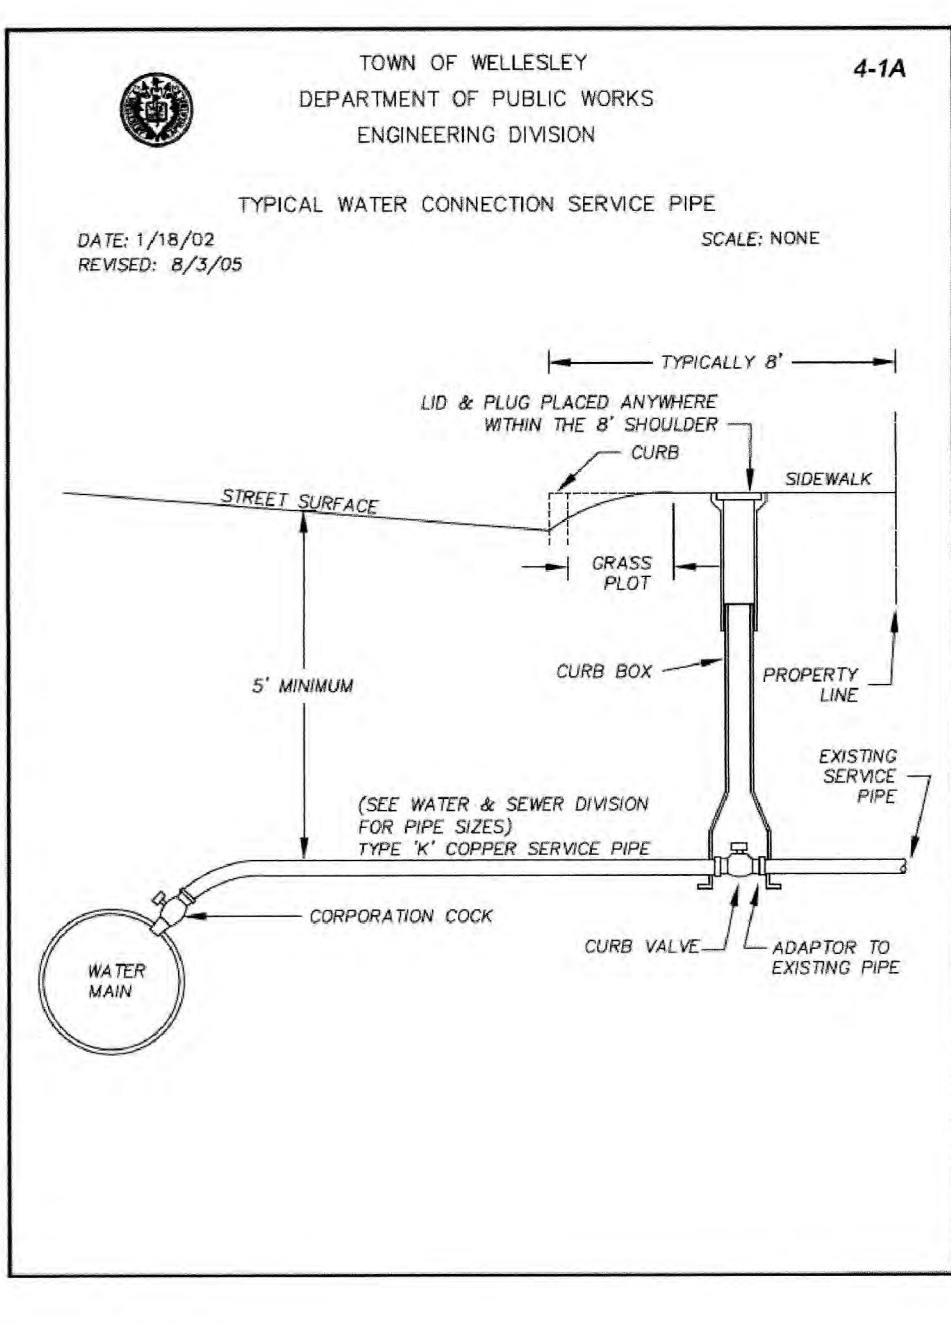 TOWN OF WELLESLEY
4-1A
DEPARTMENT OF PUBLIC WORKS
ENGINEERING DIVISION
TYPICAL WATER CONNECTION SERVICE PIPE
DATE: 1/18/02
SCALE: NONE
REVISED: 8/3/05
TYPICALLY 8'
LID & PLUG PLACED ANYWHERE
WITHIN THE 8' SHOULDER
CURB
SIDEWALK
STREET SURFACE
GRASS
PLOT
5' MINIMUM
CURB BOX
PROPERTY
LINE
EXISTING
SERVICE
PIPE
(SEE WATER & SEWER DIVISION
FOR PIPE SIZES)
TYPE 'K' COPPER SERVICE PIPE
CORPORATION COCK
CURB VALVE
ADAPTOR TO
EXISTING PIPE
WATER
MAIN